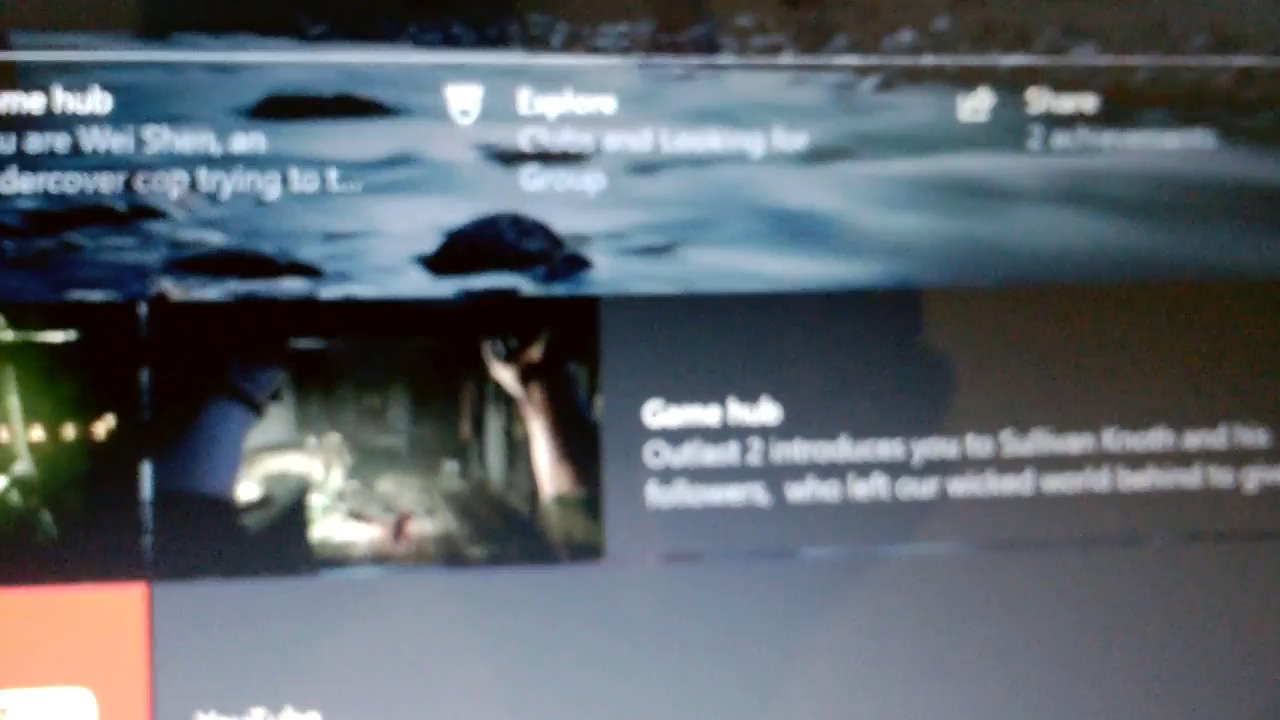 me hub
u are Wei Shen, an
dercover cop trying to t...
Explore
Clubs and Looking for
Group
Share
2 achievements
Game hub
Outlast 2 introduces you to Sullivan Knoth and his
followers, who left our wicked world behind to give
YouTube